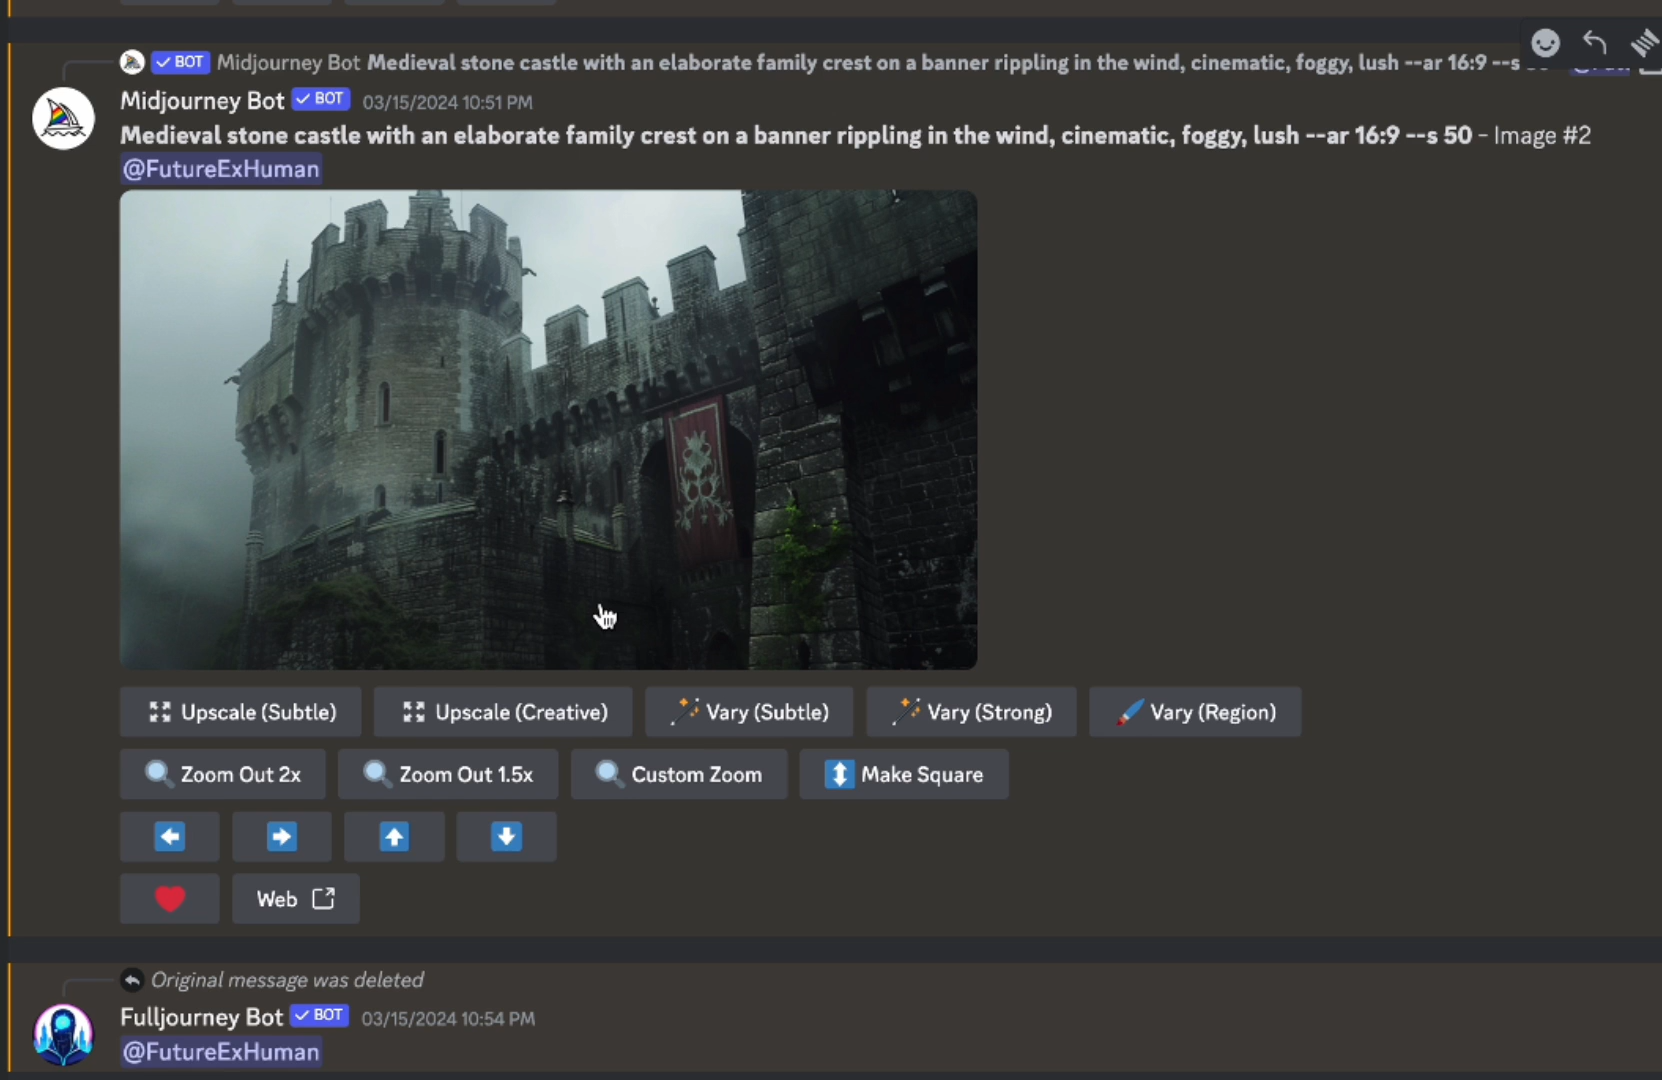 BOT Midjourney Bot Medieval stone castle with an elaborate family crest on a banner rippling in the wind, cinematic, foggy, lush --ar 16:9 --s
Midjourney Bot BOT 03/15/2024 10:51 PM
Medieval stone castle with an elaborate family crest on a banner rippling in the wind, cinematic, foggy, lush --ar 16:9 --s 50 - Image #2
@FutureExHuman
Upscale (Subtle) Upscale (Creative) Vary (Subtle) Vary (Strong) Vary (Region)
Zoom Out 2x Zoom Out 1.5x Custom Zoom Make Square
Web
Original message was deleted
Fulljourney Bot BOT 03/15/2024 10:54 PM
@FutureExHuman